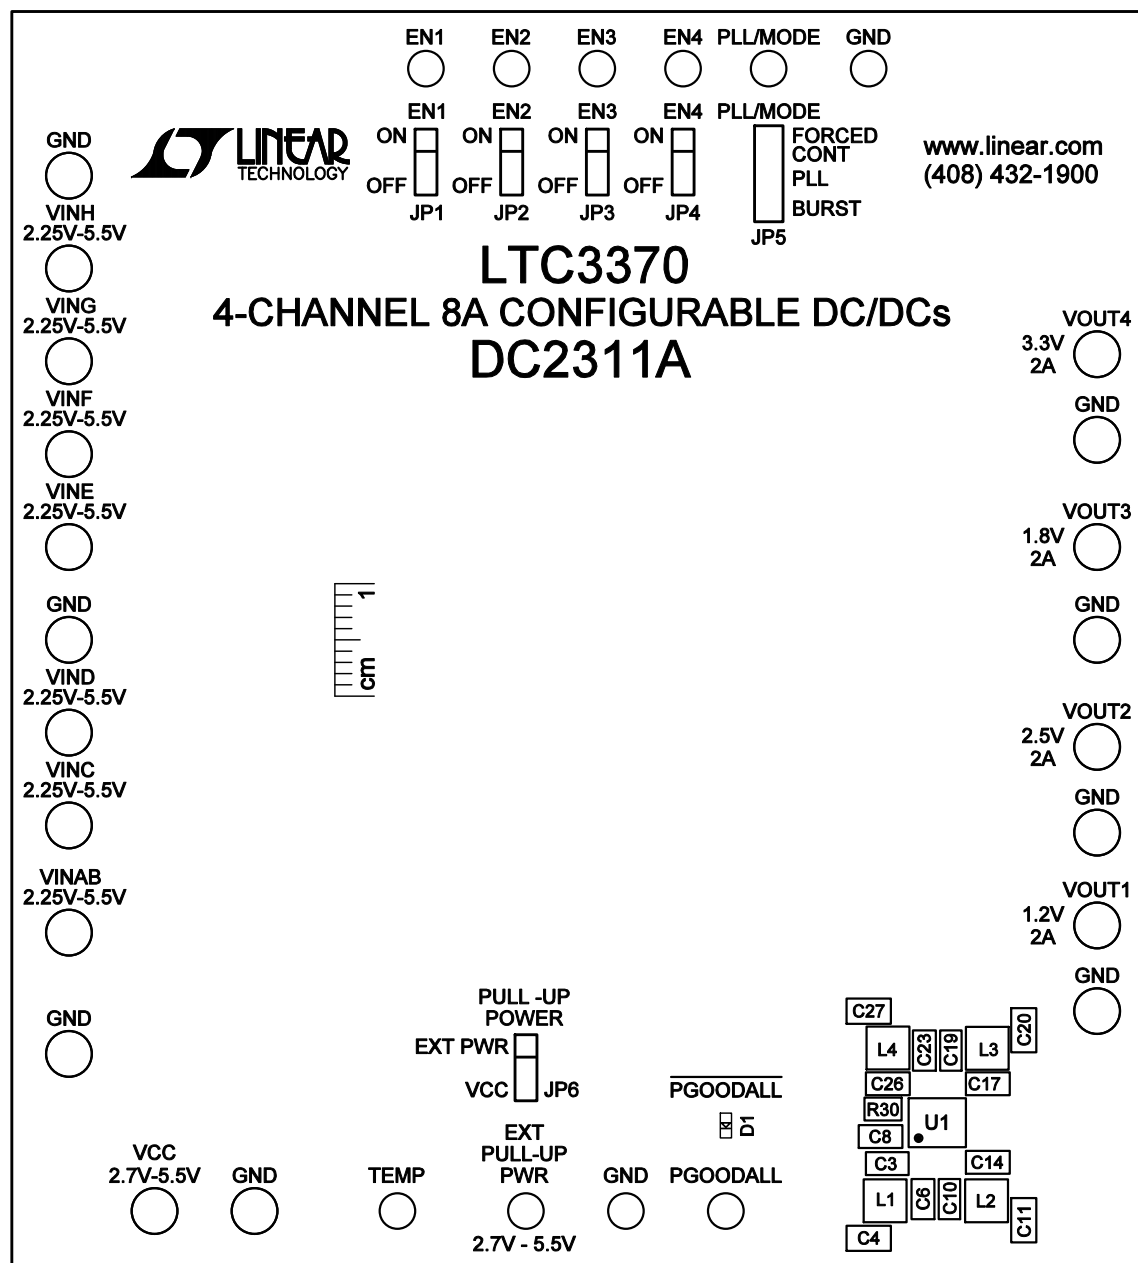 EN1 EN2 EN3 EN4 PLL/MODE GND
EN1 EN2 EN3 EN4 PLL/MODE
ON ON ON ON FORCED
CONT
PLL
OFF OFF OFF OFF BURST
JP1 JP2 JP3 JP4 JP5
LINEAR
TECHNOLOGY
www.linear.com
(408) 432-1900
LTC3370
4-CHANNEL 8A CONFIGURABLE DC/DCs
DC2311A
GND
VINH
2.25V-5.5V
VING
2.25V-5.5V
VINF
2.25V-5.5V
VINE
2.25V-5.5V
GND
VIND
2.25V-5.5V
VINC
2.25V-5.5V
VINAB
2.25V-5.5V
GND
1
cm
VOUT4
3.3V
2A
GND
VOUT3
1.8V
2A
GND
VOUT2
2.5V
2A
GND
VOUT1
1.2V
2A
GND
PULL -UP
POWER
EXT PWR
VCC JP6
PGOODALL
D1
VCC
2.7V-5.5V
GND
TEMP
EXT
PULL-UP
PWR
2.7V - 5.5V
GND
PGOODALL
C27
L4 C23 C19 L3 C20
C26 C17
R30
U1
C8
C3 C14
L1 C6 C10 L2 C11
C4